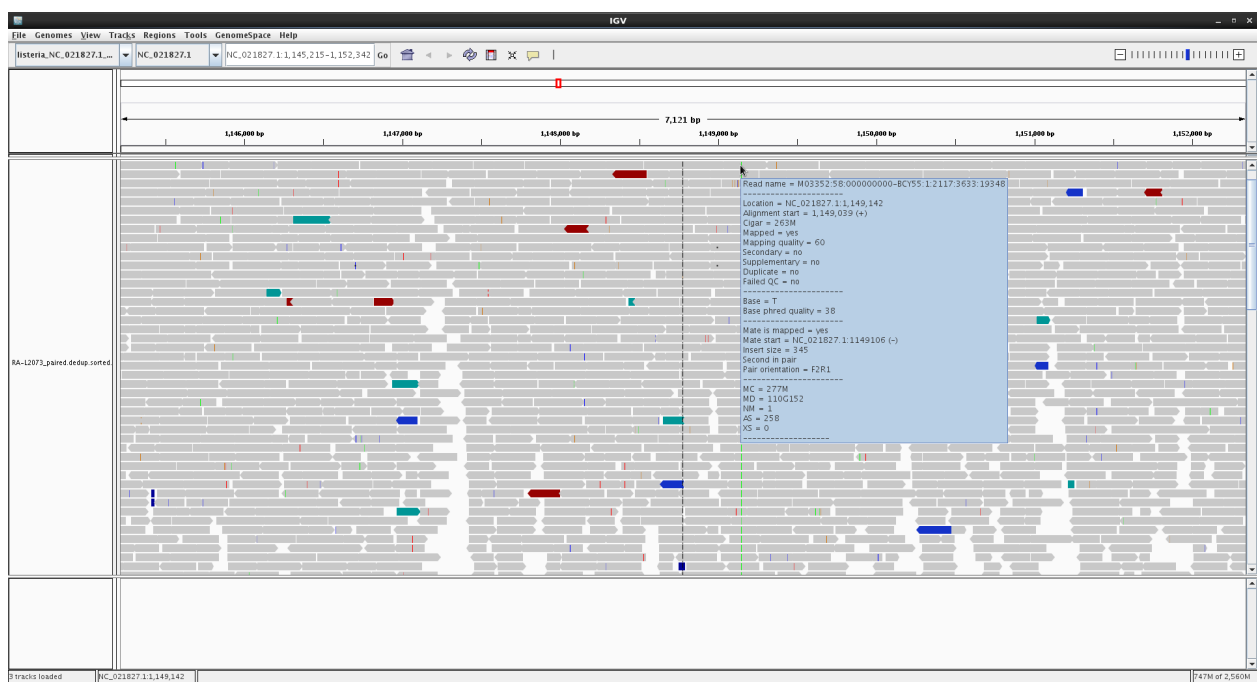 IGV
File Genomes View Tracks Regions Tools GenomeSpace Help
listeria_NC_021827.1_... NC_021827.1 NC_021827.1:1,145,215-1,152,342 Go
7,121 bp
1,146,000 bp 1,147,000 bp 1,148,000 bp 1,149,000 bp 1,150,000 bp 1,151,000 bp 1,152,000 bp
RA-L2073_paired.dedup.sorted.
Read name = M03352:58:000000000-BCY55:1:2117:3633:19348
----------------------
Location = NC_021827.1:1,149,142
Alignment start = 1,149,039 (+)
Cigar = 263M
Mapped = yes
Mapping quality = 60
Secondary = no
Supplementary = no
Duplicate = no
Failed QC = no
----------------------
Base = T
Base phred quality = 38
----------------------
Mate is mapped = yes
Mate start = NC_021827.1:1149106 (-)
Insert size = 345
Second in pair
Pair orientation = F2R1
----------------------
MC = 277M
MD = 110G152
NM = 1
AS = 258
XS = 0
-------------------
3 tracks loaded NC_021827.1:1,149,142 747M of 2,560M